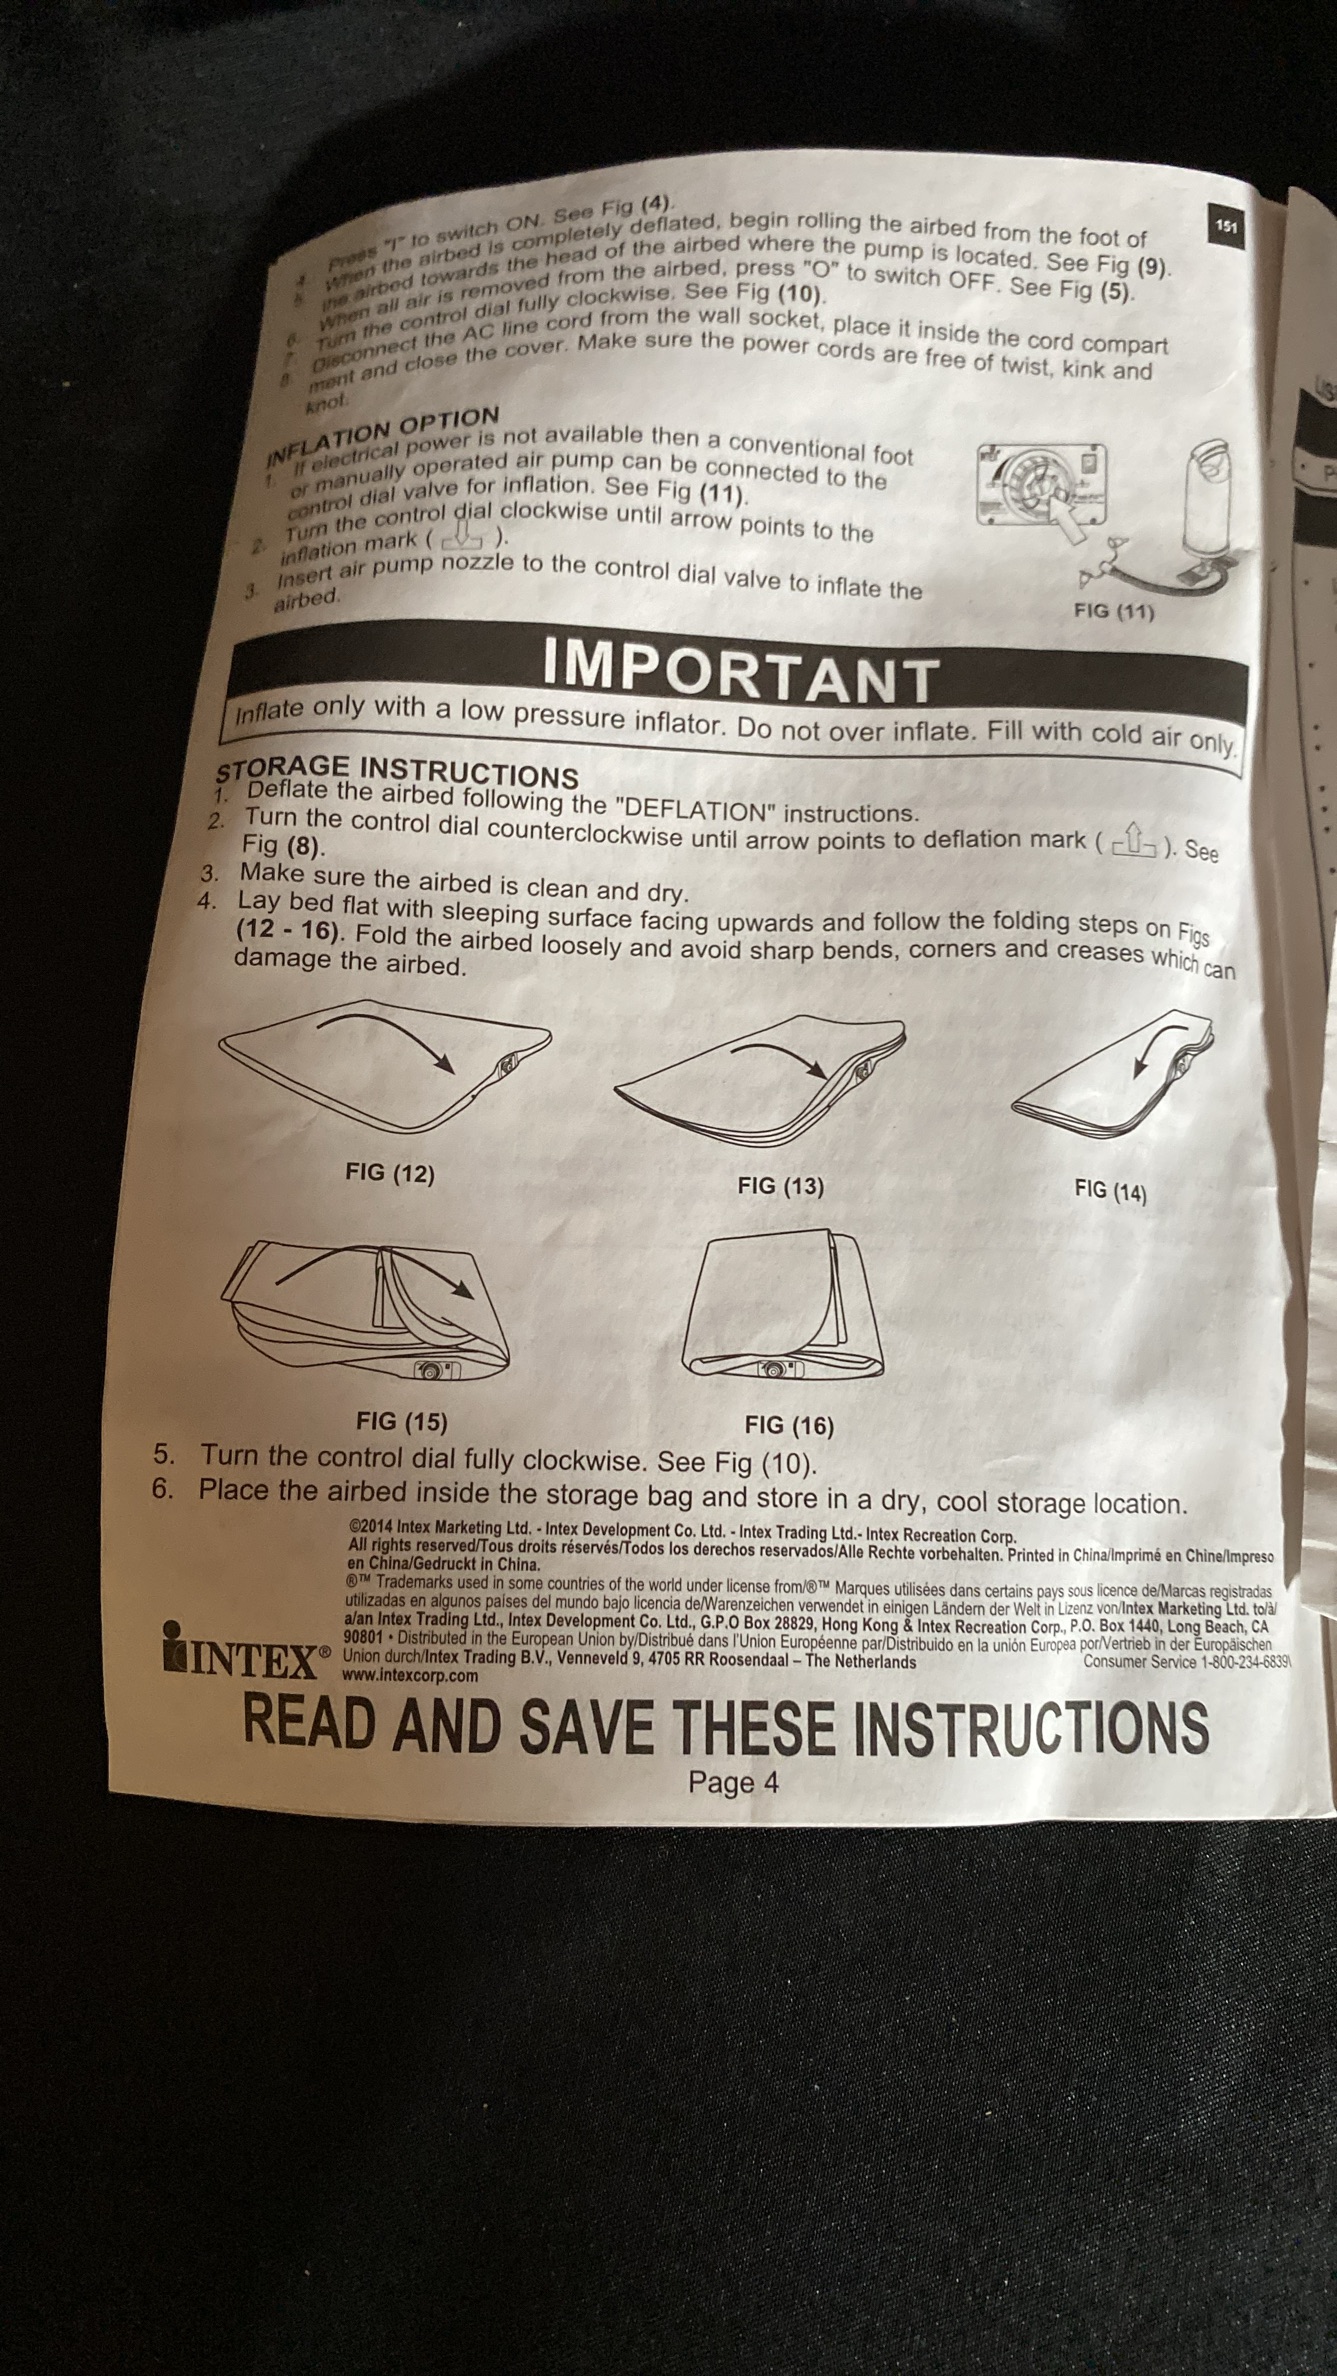 151
4. Press "I" to switch ON. See Fig (4).
5. When the airbed is completely deflated, begin rolling the airbed from the foot of
the airbed towards the head of the airbed where the pump is located. See Fig (9).
6. When all air is removed from the airbed, press "O" to switch OFF. See Fig (5).
7. Turn the control dial fully clockwise. See Fig (10).
8. Disconnect the AC line cord from the wall socket, place it inside the cord compart
ment and close the cover. Make sure the power cords are free of twist, kink and
knot.
INFLATION OPTION
1. If electrical power is not available then a conventional foot
or manually operated air pump can be connected to the
control dial valve for inflation. See Fig (11).
2. Turn the control dial clockwise until arrow points to the
inflation mark ( ).
3. Insert air pump nozzle to the control dial valve to inflate the
airbed.
FIG (11)
IMPORTANT
Inflate only with a low pressure inflator. Do not over inflate. Fill with cold air only.
STORAGE INSTRUCTIONS
1. Deflate the airbed following the "DEFLATION" instructions.
2. Turn the control dial counterclockwise until arrow points to deflation mark ( ). See
Fig (8).
3. Make sure the airbed is clean and dry.
4. Lay bed flat with sleeping surface facing upwards and follow the folding steps on Figs
(12 - 16). Fold the airbed loosely and avoid sharp bends, corners and creases which can
damage the airbed.
FIG (12)
FIG (13)
FIG (14)
FIG (15)
FIG (16)
5. Turn the control dial fully clockwise. See Fig (10).
6. Place the airbed inside the storage bag and store in a dry, cool storage location.
©2014 Intex Marketing Ltd. - Intex Development Co. Ltd. - Intex Trading Ltd.- Intex Recreation Corp.
All rights reserved/Tous droits réservés/Todos los derechos reservados/Alle Rechte vorbehalten. Printed in China/Imprimé en Chine/Impreso
en China/Gedruckt in China.
®™ Trademarks used in some countries of the world under license from/®™ Marques utilisées dans certains pays sous licence de/Marcas registradas
utilizadas en algunos países del mundo bajo licencia de/Warenzeichen verwendet in einigen Ländern der Welt in Lizenz von/Intex Marketing Ltd. to/à/
a/an Intex Trading Ltd., Intex Development Co. Ltd., G.P.O Box 28829, Hong Kong & Intex Recreation Corp., P.O. Box 1440, Long Beach, CA
90801 • Distributed in the European Union by/Distribué dans l'Union Européenne par/Distribuido en la unión Europea por/Vertrieb in der Europäischen
Union durch/Intex Trading B.V., Venneveld 9, 4705 RR Roosendaal – The Netherlands
Consumer Service 1-800-234-6839\
www.intexcorp.com
INTEX®
READ AND SAVE THESE INSTRUCTIONS
Page 4